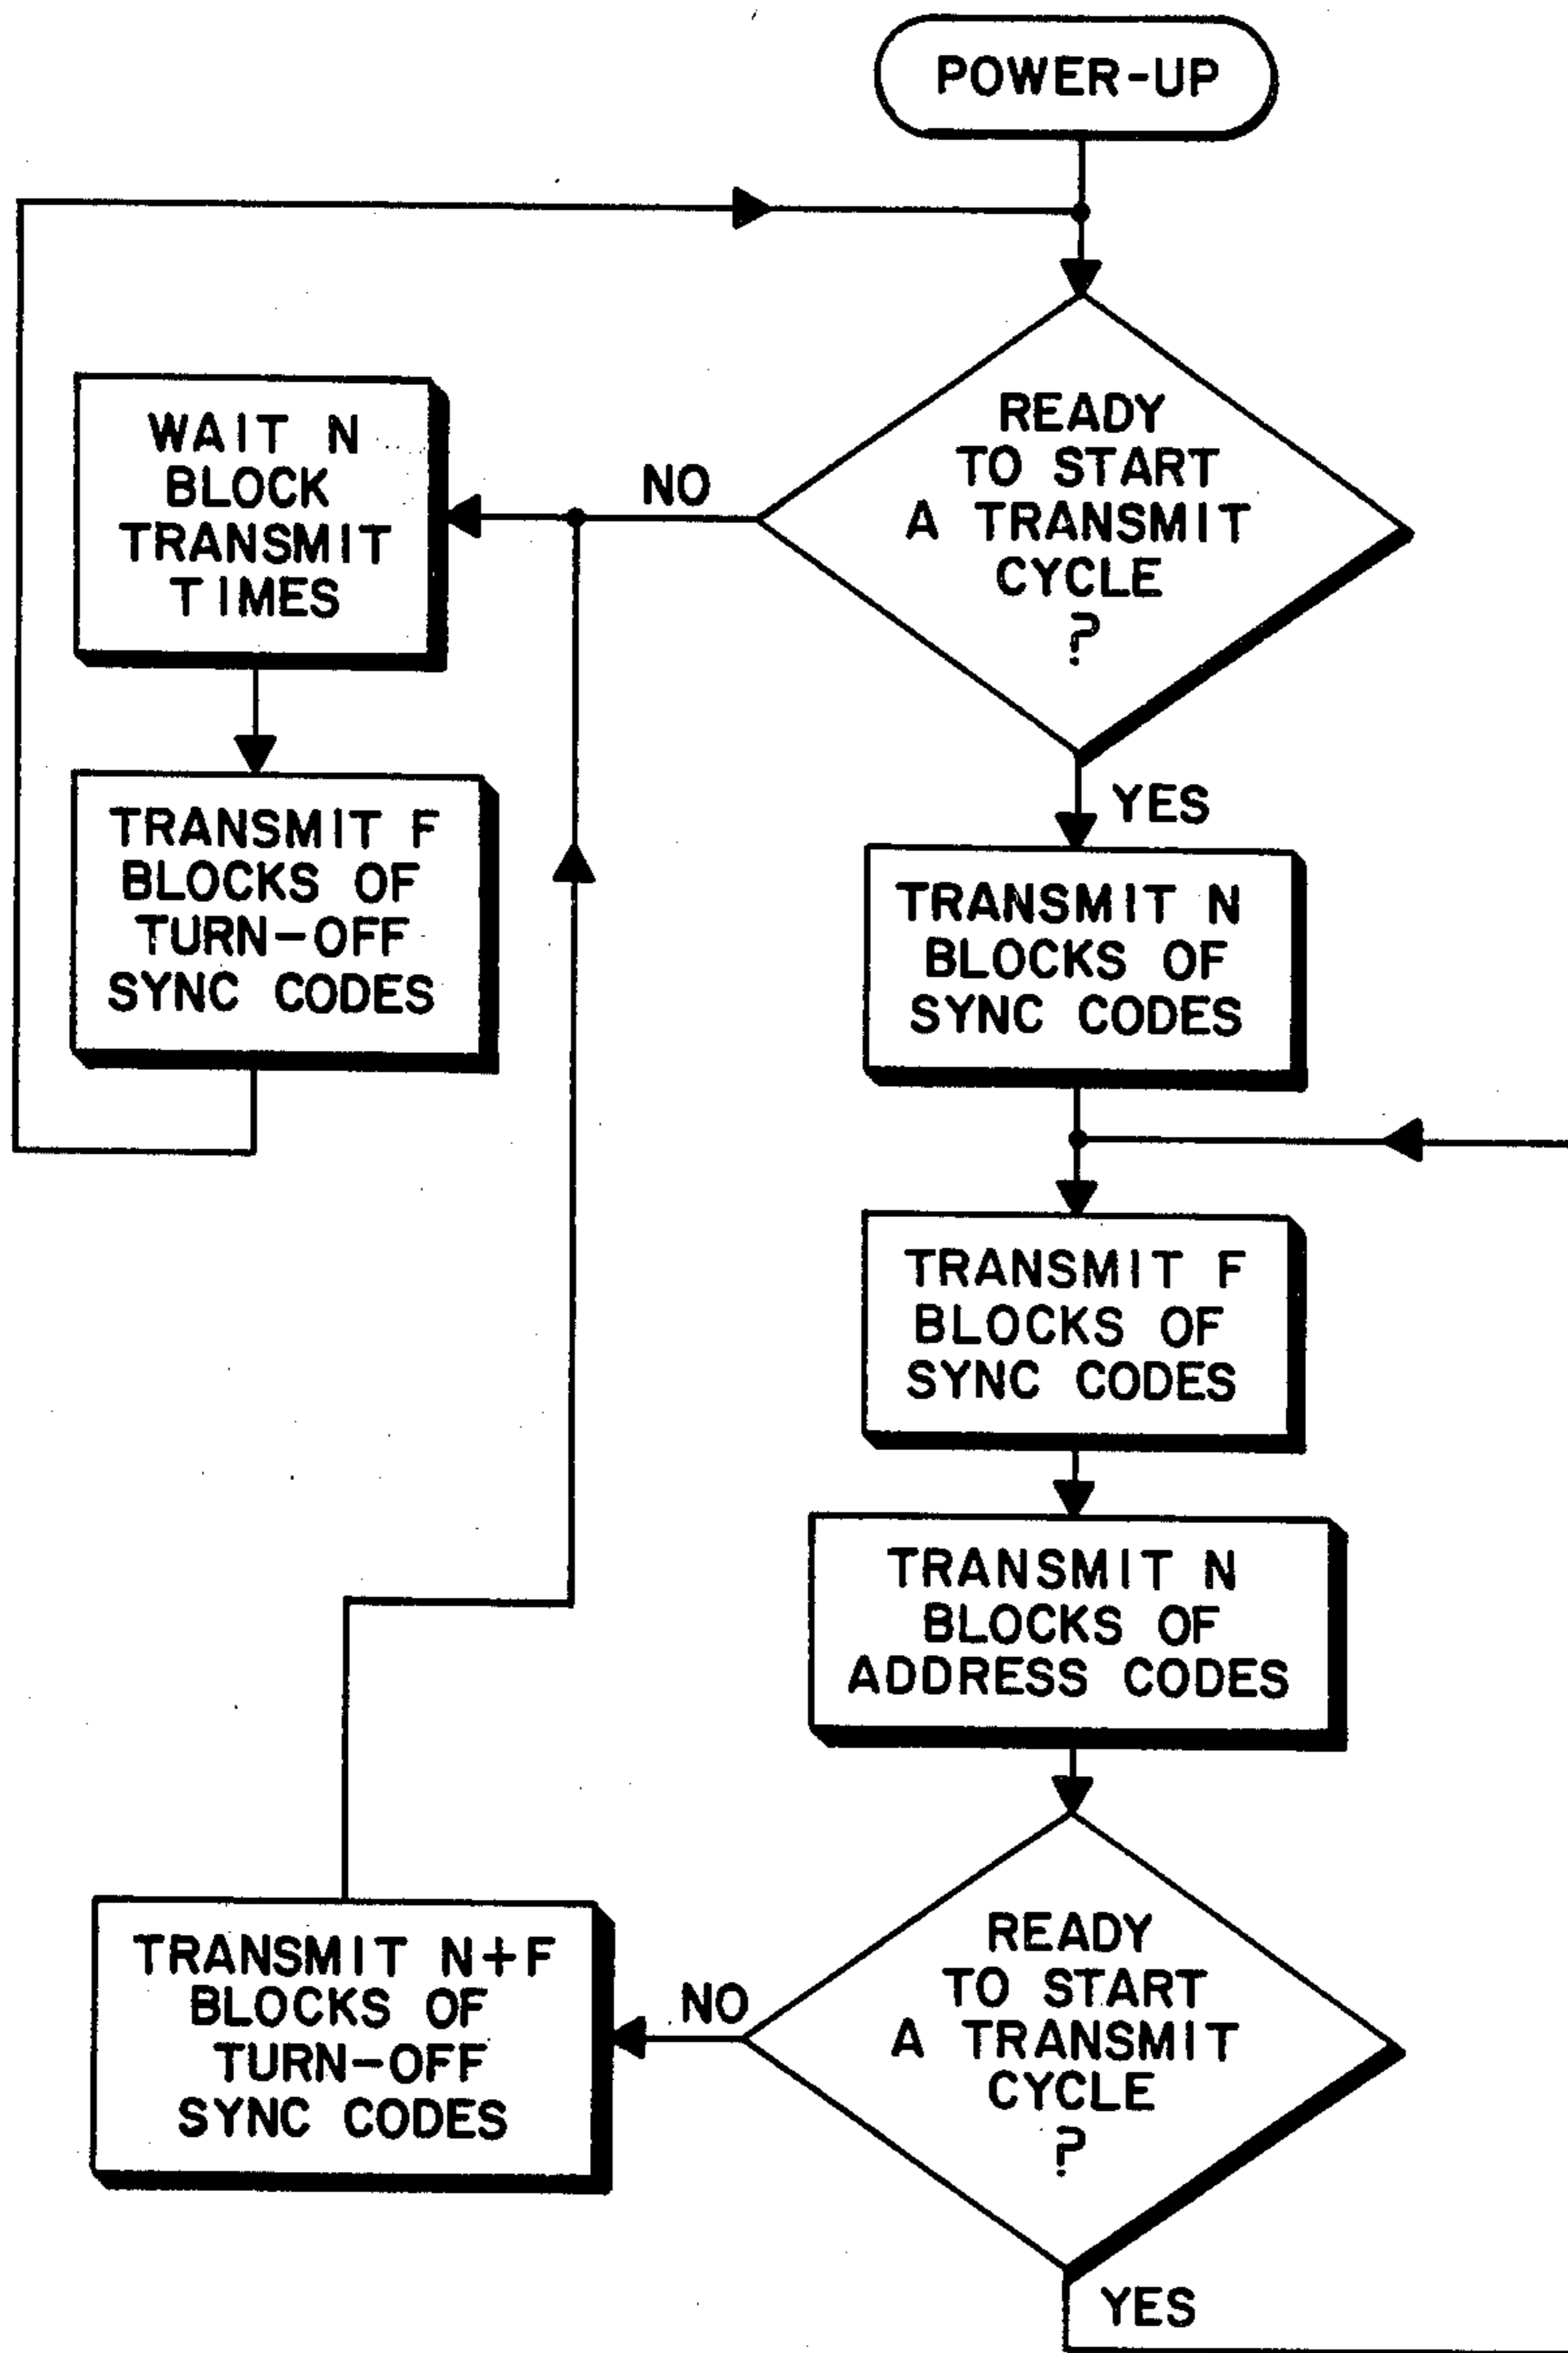 POWER-UP
READY
TO START
A TRANSMIT
CYCLE
?
NO
WAIT N
BLOCK
TRANSMIT
TIMES
TRANSMIT F
BLOCKS OF
TURN-OFF
SYNC CODES
YES
TRANSMIT N
BLOCKS OF
SYNC CODES
TRANSMIT F
BLOCKS OF
SYNC CODES
TRANSMIT N
BLOCKS OF
ADDRESS CODES
READY
TO START
A TRANSMIT
CYCLE
?
NO
TRANSMIT N+F
BLOCKS OF
TURN-OFF
SYNC CODES
YES